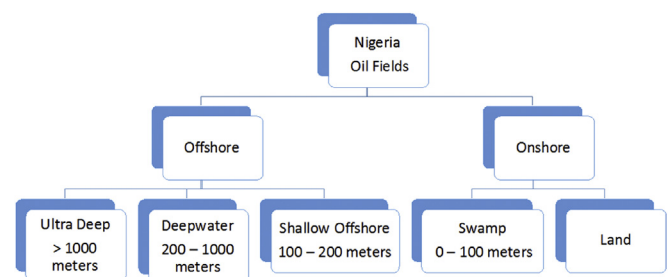 Nigeria
Oil Fields
Offshore
Onshore
Ultra Deep
> 1000
meters
Deepwater
200 – 1000
meters
Shallow Offshore
100 – 200 meters
Swamp
0 – 100 meters
Land